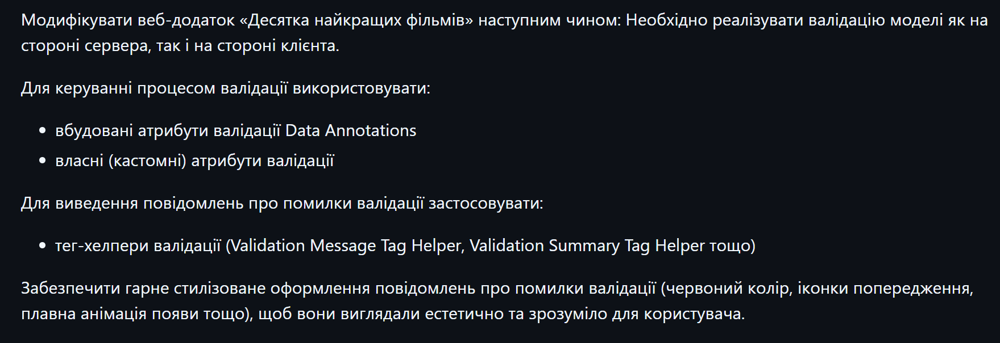 Модифікувати веб-додаток «Десятка найкращих фільмів» наступним чином: Необхідно реалізувати валідацію моделі як на
стороні сервера, так і на стороні клієнта.
Для керуванні процесом валідації використовувати:
• вбудовані атрибути валідації Data Annotations
• власні (кастомні) атрибути валідації
Для виведення повідомлень про помилки валідації застосовувати:
• тег-хелпери валідації (Validation Message Tag Helper, Validation Summary Tag Helper тощо)
Забезпечити гарне стилізоване оформлення повідомлень про помилки валідації (червоний колір, іконки попередження,
плавна анімація появи тощо), щоб вони виглядали естетично та зрозуміло для користувача.